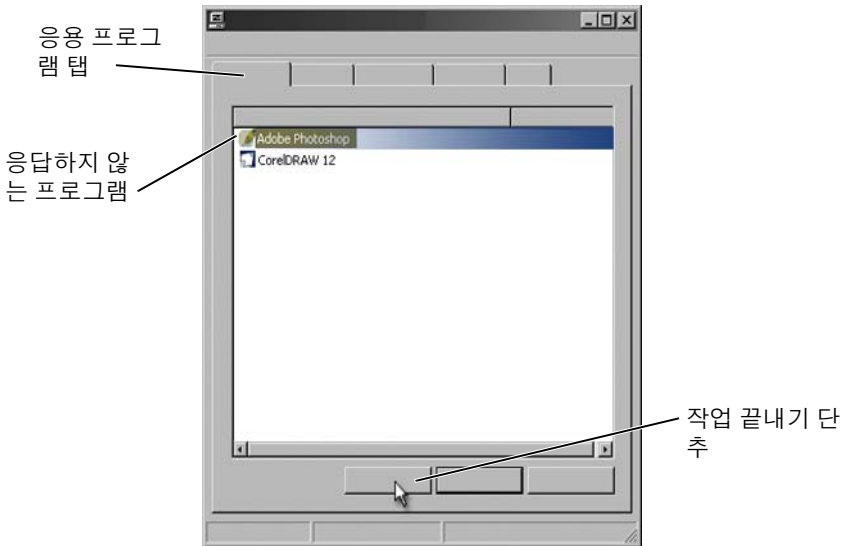 응용 프로그
램 탭
Adobe Photoshop
CorelDRAW 12
응답하지 않
는 프로그램
작업 끝내기 단
추